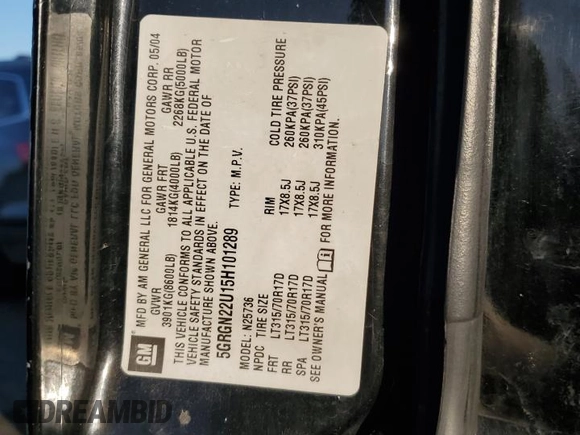 GM
MFD BY AM GENERAL LLC FOR GENERAL MOTORS CORP. 05/04
GVWR GAWR FRT GAWR RR
3901KG(8600LB) 1814KG(4000LB) 2268KG(5000LB)
THIS VEHICLE CONFORMS TO ALL APPLICABLE U.S. FEDERAL MOTOR
VEHICLE SAFETY STANDARDS IN EFFECT ON THE DATE OF
MANUFACTURE SHOWN ABOVE.
5GRGN22U15H101289 TYPE: M.P.V.
MODEL: N25736
NPDC TIRE SIZE RIM COLD TIRE PRESSURE
FRT LT315/70R17D 17X8.5J 260KPA(37PSI)
RR LT315/70R17D 17X8.5J 260KPA(37PSI)
SPA LT315/70R17D 17X8.5J 310KPA(45PSI)
SEE OWNER'S MANUAL FOR MORE INFORMATION.
DREAMBID